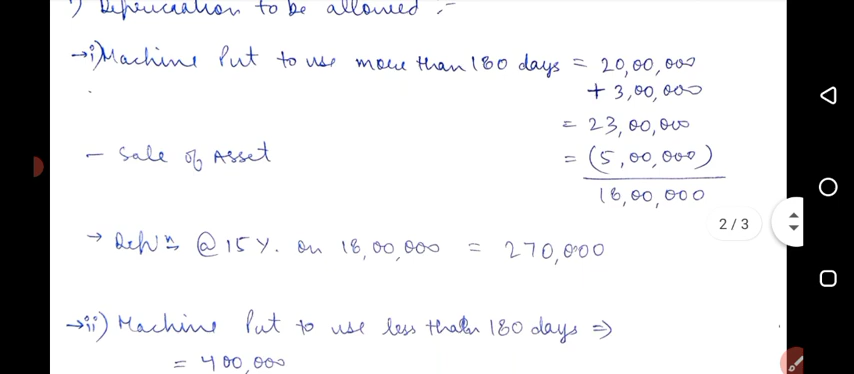 1) Depreciation to be allowed :-
→ i) Machine Put to use more than 180 days = 20,00,000
+ 3,00,000
= 23,00,000
- Sale of Asset = (5,00,000)
18,00,000
2/3
→ Depn @ 15%. on 18,00,000 = 270,000
→ ii) Machine Put to use less than 180 days ⇒
= 400,000